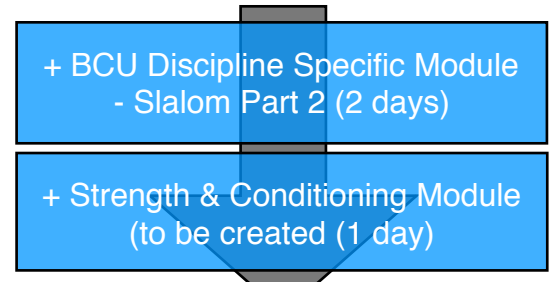 + BCU Discipline Specific Module
- Slalom Part 2 (2 days)
+ Strength & Conditioning Module
(to be created (1 day)